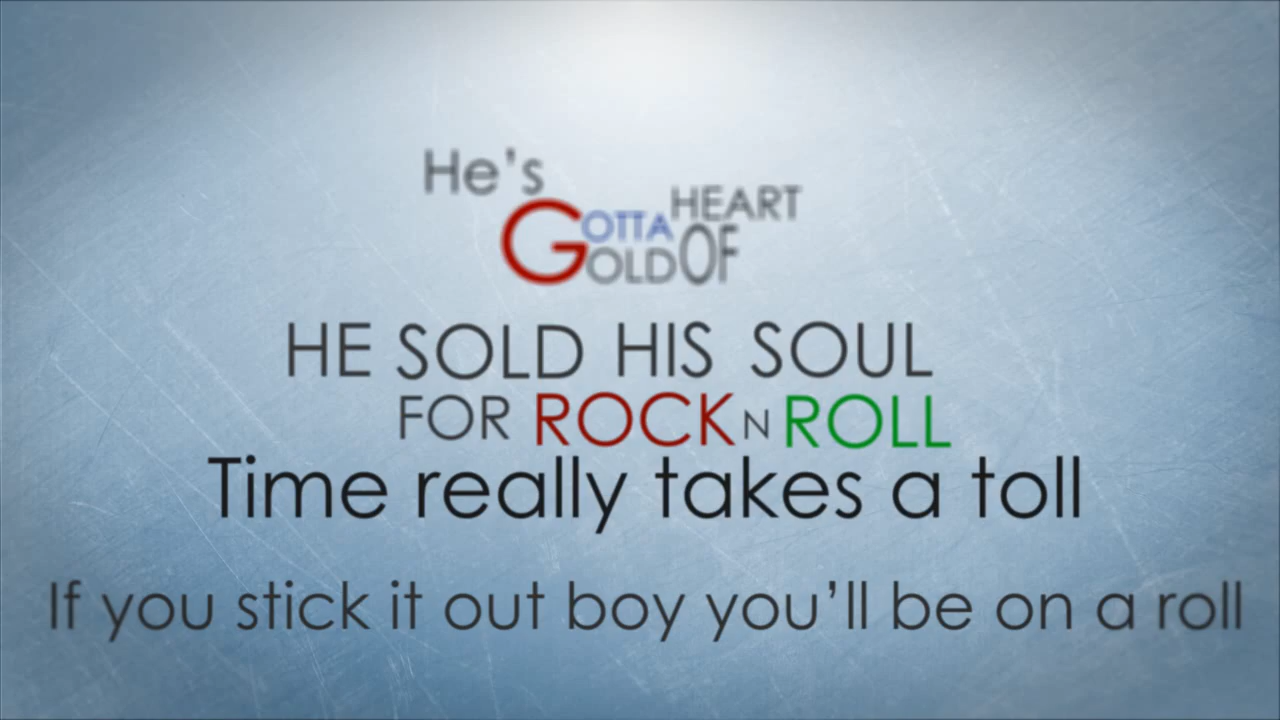 He's
GOTTA HEART
GOLD OF
HE SOLD HIS SOUL
FOR ROCK N ROLL
Time really takes a toll
If you stick it out boy you'll be on a roll